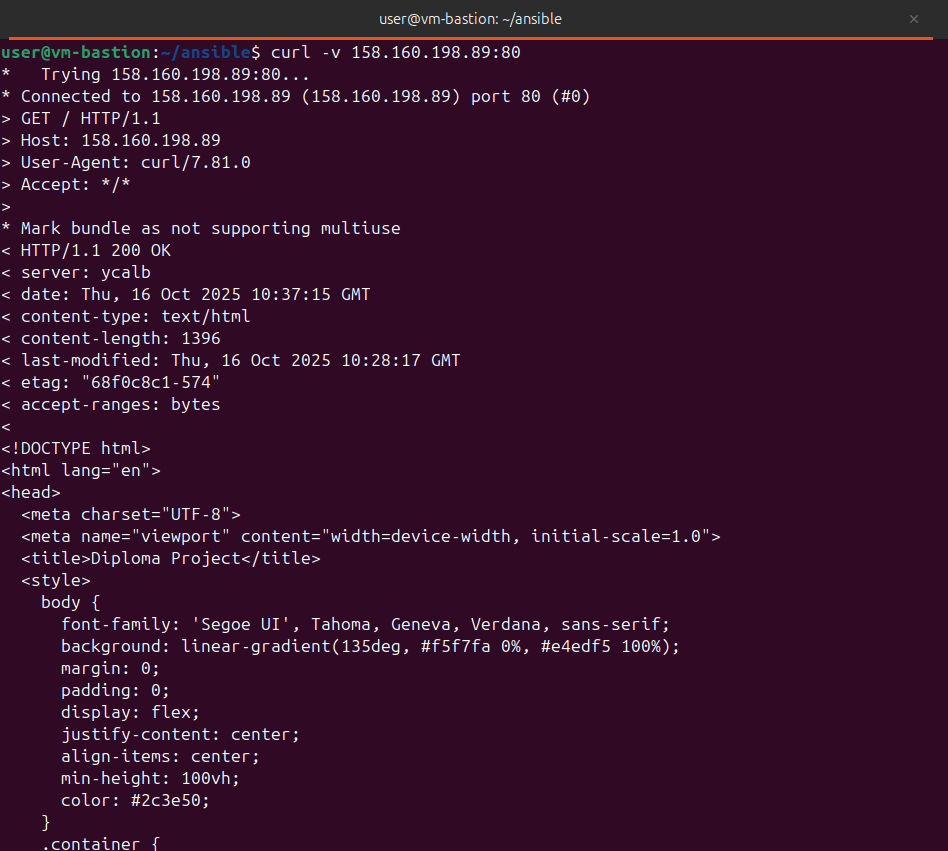 user@vm-bastion: ~/ansible
×
user@vm-bastion:~/ansible$ curl -v 158.160.198.89:80
*   Trying 158.160.198.89:80...
* Connected to 158.160.198.89 (158.160.198.89) port 80 (#0)
> GET / HTTP/1.1
> Host: 158.160.198.89
> User-Agent: curl/7.81.0
> Accept: */*
>
* Mark bundle as not supporting multiuse
< HTTP/1.1 200 OK
< server: ycalb
< date: Thu, 16 Oct 2025 10:37:15 GMT
< content-type: text/html
< content-length: 1396
< last-modified: Thu, 16 Oct 2025 10:28:17 GMT
< etag: "68f0c8c1-574"
< accept-ranges: bytes
<
<!DOCTYPE html>
<html lang="en">
<head>
  <meta charset="UTF-8">
  <meta name="viewport" content="width=device-width, initial-scale=1.0">
  <title>Diploma Project</title>
  <style>
    body {
      font-family: 'Segoe UI', Tahoma, Geneva, Verdana, sans-serif;
      background: linear-gradient(135deg, #f5f7fa 0%, #e4edf5 100%);
      margin: 0;
      padding: 0;
      display: flex;
      justify-content: center;
      align-items: center;
      min-height: 100vh;
      color: #2c3e50;
    }
    .container {